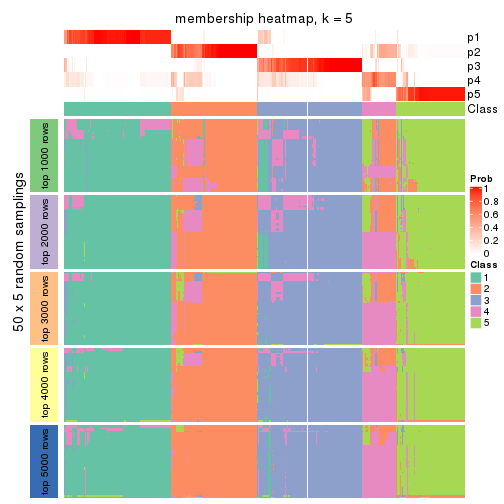 membership heatmap, k = 5
p1
p2
p3
p4
p5
Class
50 x 5 random samplings
top 1000 rows
top 2000 rows
top 3000 rows
top 4000 rows
top 5000 rows
Prob
1
0.8
0.6
0.4
0.2
0
Class
1
2
3
4
5